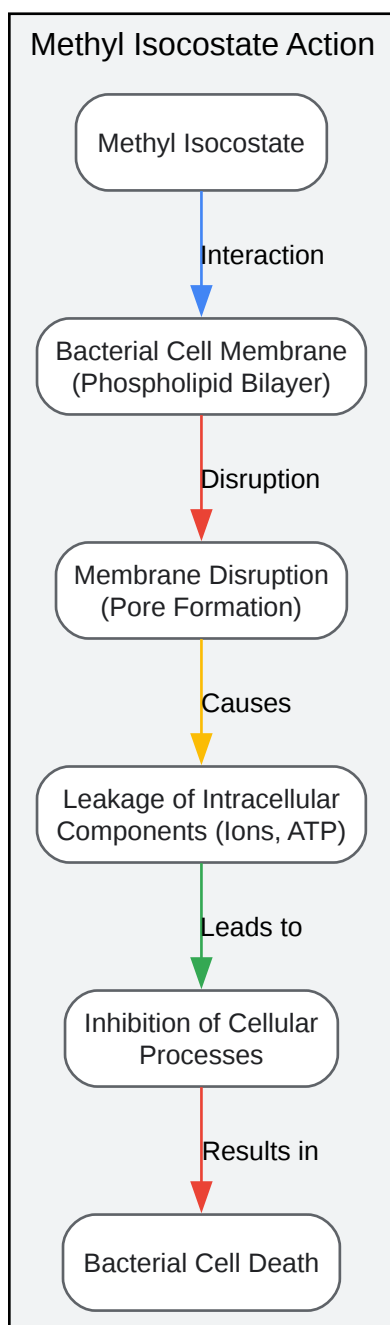 Methyl Isocostate Action
Methyl Isocostate
Interaction
Bacterial Cell Membrane
(Phospholipid Bilayer)
Disruption
Membrane Disruption
(Pore Formation)
Causes
Leakage of Intracellular
Components (Ions, ATP)
Leads to
Inhibition of Cellular
Processes
Results in
Bacterial Cell Death